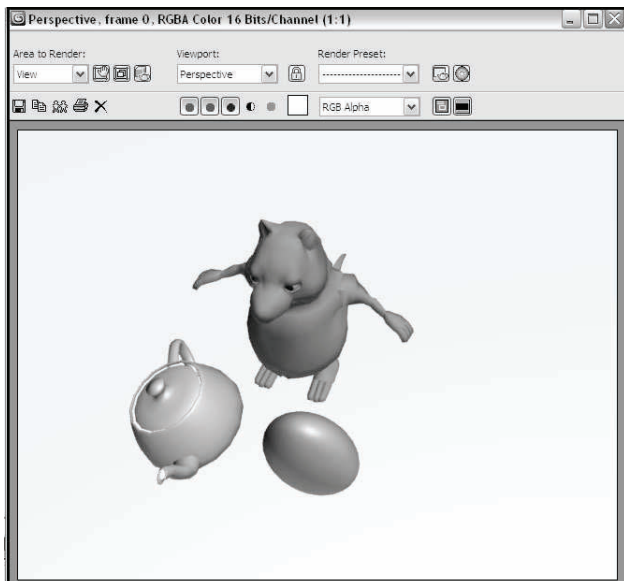 Perspective, frame 0, RGBA Color 16 Bits/Channel (1:1)
Area to Render: Viewport: Render Preset:
View Perspective ----------------------
RGB Alpha